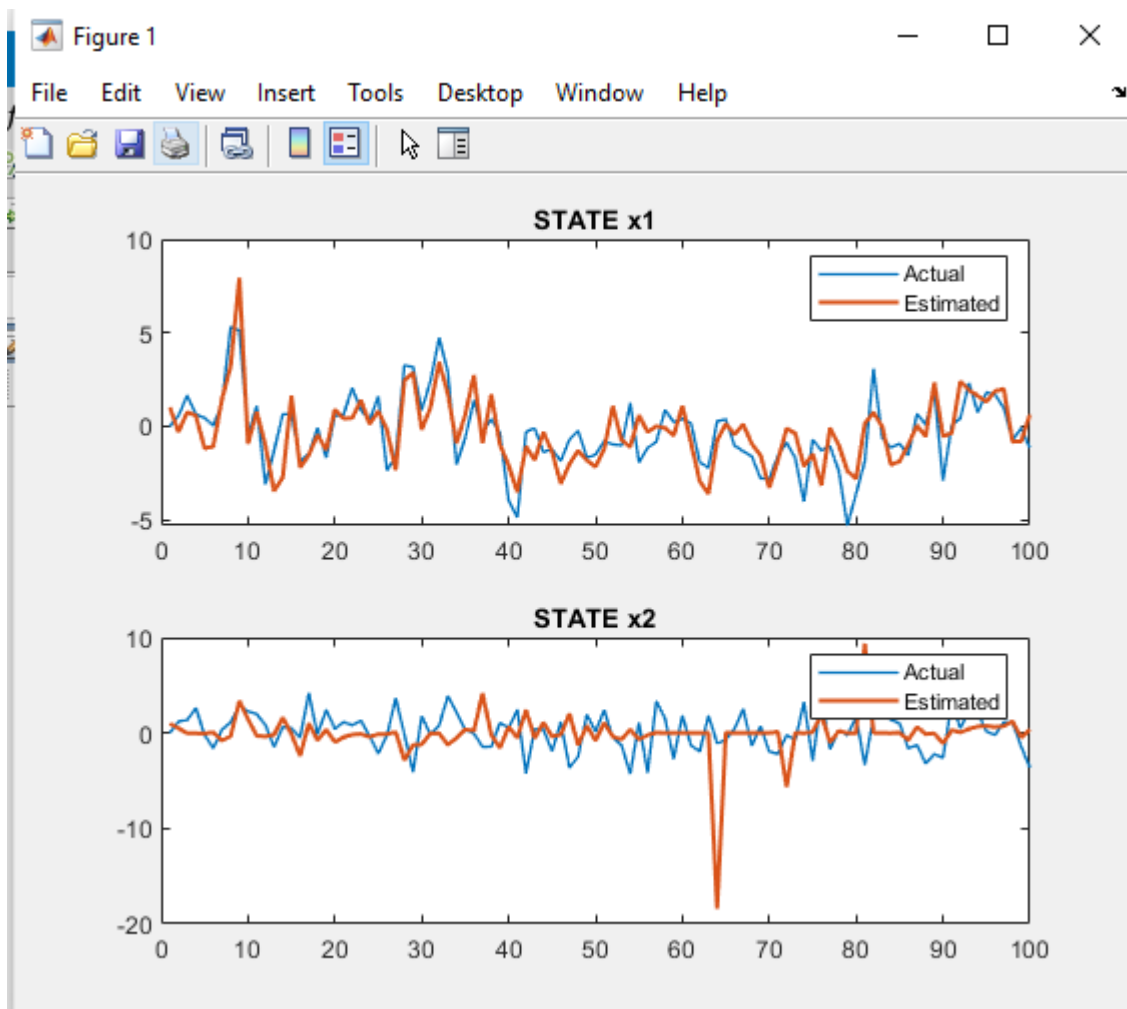 Figure 1
File Edit View Insert Tools Desktop Window Help
STATE x1
10
5
0
-5
Actual
Estimated
0 10 20 30 40 50 60 70 80 90 100
STATE x2
10
0
-10
-20
Actual
Estimated
0 10 20 30 40 50 60 70 80 90 100